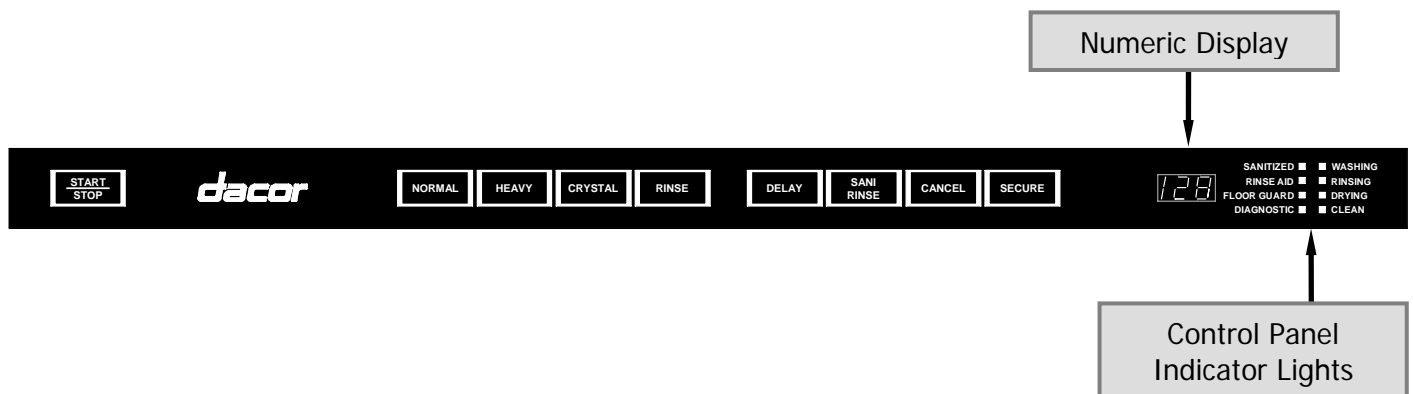 Numeric Display
START
STOP
dacor
NORMAL
HEAVY
CRYSTAL
RINSE
DELAY
SANI
RINSE
CANCEL
SECURE
128
SANITIZED
RINSE AID
FLOOR GUARD
DIAGNOSTIC
WASHING
RINSING
DRYING
CLEAN
Control Panel
Indicator Lights